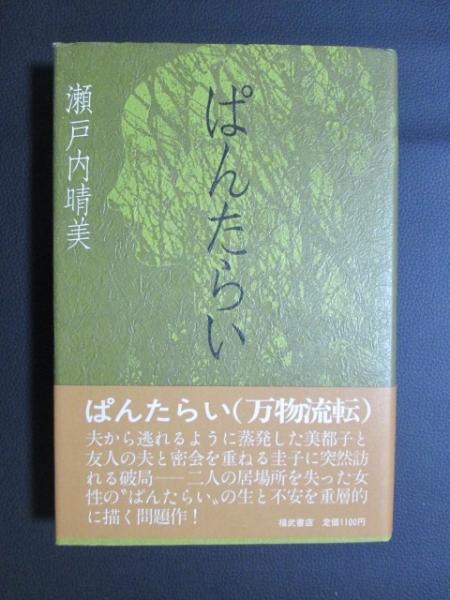 ぱんたらい
瀬戸内晴美
ぱんたらい(万物流転)
夫から逃れるように蒸発した美都子と
友人の夫と密会を重ねる圭子に突然訪
れる破局――二人の居場所を失った女
性の〝ぱんたらい〟の生と不安を重層的
に描く問題作!
福武書店 定価1100円